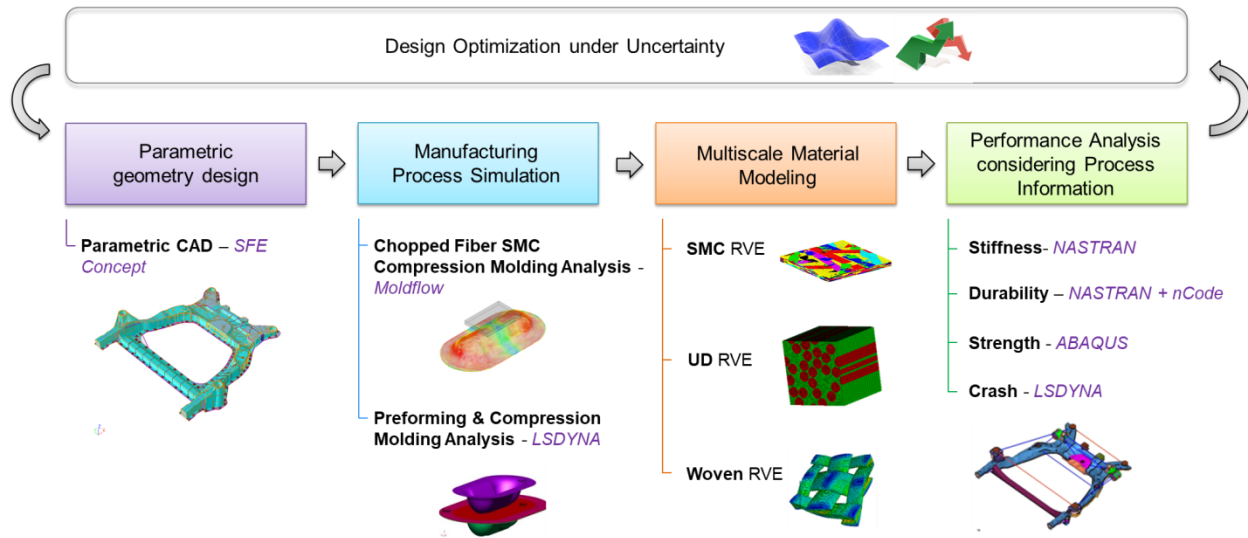 Design Optimization under Uncertainty
Parametric
geometry design
Manufacturing
Process Simulation
Multiscale Material
Modeling
Performance Analysis
considering Process
Information
Parametric CAD – SFE
Concept
Chopped Fiber SMC
Compression Molding Analysis -
Moldflow
Preforming & Compression
Molding Analysis - LSDYNA
SMC RVE
UD RVE
Woven RVE
Stiffness- NASTRAN
Durability – NASTRAN + nCode
Strength - ABAQUS
Crash - LSDYNA